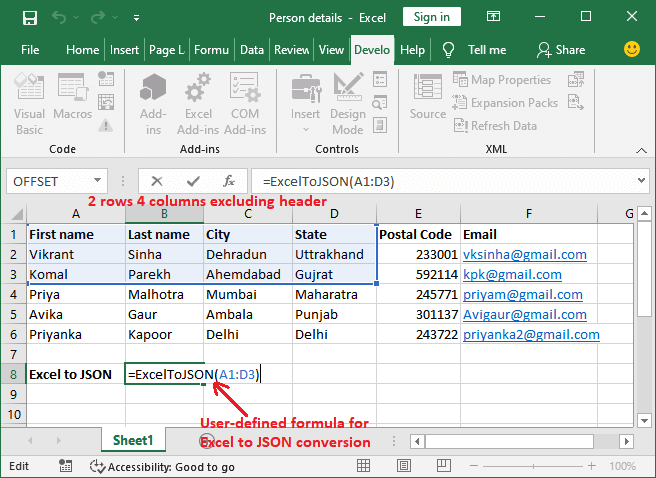 Person details - Excel
Sign in
File Home Insert Page L Formu Data Review View Develo Help Tell me Share
Visual Basic
Macros
Code
Add-ins
Excel Add-ins
COM Add-ins
Add-ins
Insert
Design Mode
Controls
Source
Map Properties
Expansion Packs
Refresh Data
XML
OFFSET fx =ExcelToJSON(A1:D3)
2 rows 4 columns excluding header
A B C D E F G
1 First name Last name City State Postal Code Email
2 Vikrant Sinha Dehradun Uttrakhand 233001 vksinha@gmail.com
3 Komal Parekh Ahemdabad Gujrat 592114 kpk@gmail.com
4 Priya Malhotra Mumbai Maharatra 245771 priyam@gmail.com
5 Avika Gaur Ambala Punjab 301137 Avigaur@gmail.com
6 Priyanka Kapoor Delhi Delhi 243722 priyanka2@gmail.com
7
8 Excel to JSON =ExcelToJSON(A1:D3)
9
10
User-defined formula for
Excel to JSON conversion
Sheet1
Edit Accessibility: Good to go 100%